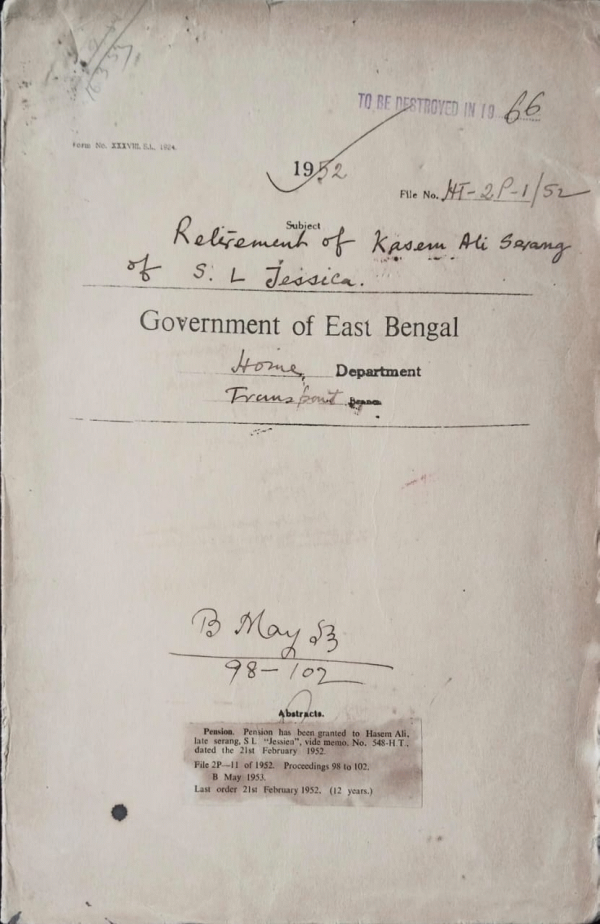 TO BE DESTROYED IN 19 66
Form No. XXXVIII. S.L. 1924.
1952
File No. HT-2P-1/52
Subject
Retirement of Kasem Ali Serang
of S. L Jessica.
Government of East Bengal
Home Department
Transport Branch
B May 53
98-102
Abstracts.
Pension. Pension has been granted to Hasem Ali,
late serang, S L "Jessica", vide memo. No. 548-H T.,
dated the 21st February 1952
File 2P—11 of 1952. Proceedings 98 to 102.
B May 1953.
Last order 21st February 1952. (12 years.)